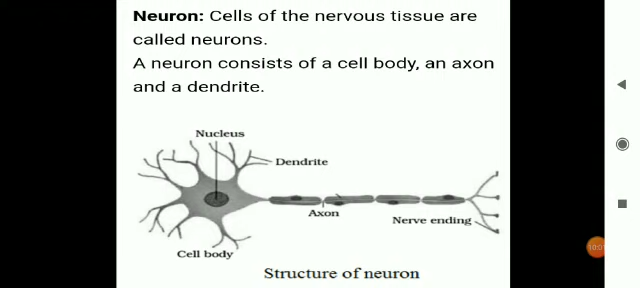 Neuron: Cells of the nervous tissue are
called neurons.
A neuron consists of a cell body, an axon
and a dendrite.
Nucleus
Dendrite
Axon
Nerve ending
Cell body
Structure of neuron